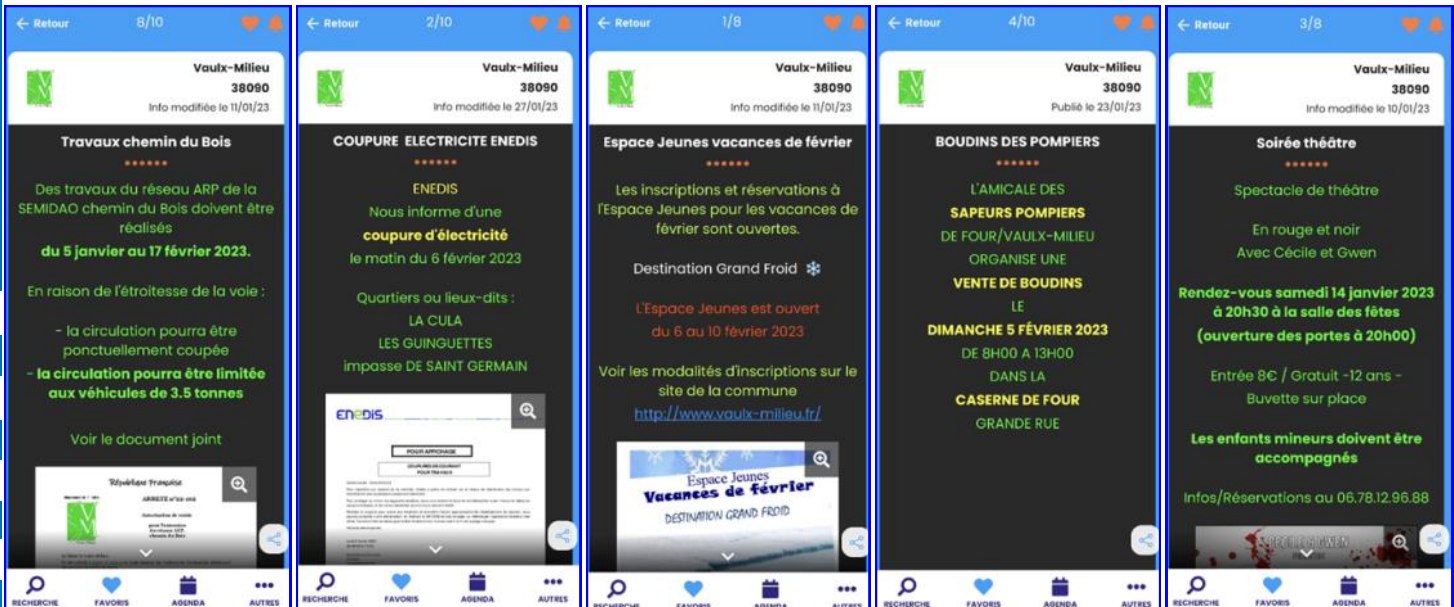 ← Retour 8/10
Vaulx-Milieu
38090
Info modifiée le 11/01/23
Travaux chemin du Bois
******
Des travaux du réseau ARP de la
SEMIDAO chemin du Bois doivent être
réalisés
du 5 janvier au 17 février 2023.
En raison de l'étroitesse de la voie :
- la circulation pourra être
ponctuellement coupée
- la circulation pourra être limitée
aux véhicules de 3.5 tonnes
Voir le document joint
République Française
RECHERCHE FAVORIS AGENDA AUTRES
← Retour 2/10
Vaulx-Milieu
38090
Info modifiée le 27/01/23
COUPURE ELECTRICITE ENEDIS
******
ENEDIS
Nous informe d'une
coupure d'électricité
le matin du 6 février 2023
Quartiers ou lieux-dits :
LA CULA
LES GUINGUETTES
impasse DE SAINT GERMAIN
ENEDIS
POUR AFFICHAGE
COUPURES DE COURANT
POUR TRAVAUX
RECHERCHE FAVORIS AGENDA AUTRES
← Retour 1/8
Vaulx-Milieu
38090
Info modifiée le 11/01/23
Espace Jeunes vacances de février
******
Les inscriptions et réservations à
l'Espace Jeunes pour les vacances de
février sont ouvertes.
Destination Grand Froid ❄
L'Espace Jeunes est ouvert
du 6 au 10 février 2023
Voir les modalités d'inscriptions sur le
site de la commune
http://www.vaulx-milieu.fr/
Espace Jeunes
Vacances de février
DESTINATION GRAND FROID
RECHERCHE FAVORIS AGENDA AUTRES
← Retour 4/10
Vaulx-Milieu
38090
Publié le 23/01/23
BOUDINS DES POMPIERS
******
L'AMICALE DES
SAPEURS POMPIERS
DE FOUR/VAULX-MILIEU
ORGANISE UNE
VENTE DE BOUDINS
LE
DIMANCHE 5 FÉVRIER 2023
DE 8H00 A 13H00
DANS LA
CASERNE DE FOUR
GRANDE RUE
RECHERCHE FAVORIS AGENDA AUTRES
← Retour 3/8
Vaulx-Milieu
38090
Info modifiée le 10/01/23
Soirée théâtre
******
Spectacle de théâtre
En rouge et noir
Avec Cécile et Gwen
Rendez-vous samedi 14 janvier 2023
à 20h30 à la salle des fêtes
(ouverture des portes à 20h00)
Entrée 8€ / Gratuit -12 ans -
Buvette sur place
Les enfants mineurs doivent être
accompagnés
Infos/Réservations au 06.78.12.96.88
RECHERCHE FAVORIS AGENDA AUTRES